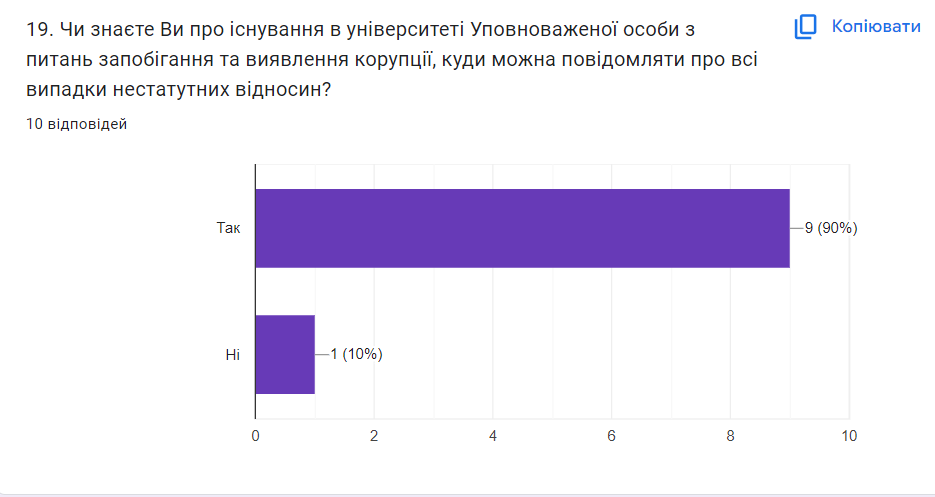 19. Чи знаєте Ви про існування в університеті Уповноваженої особи з
питань запобігання та виявлення корупції, куди можна повідомляти про всі
випадки нестатутних відносин?
Копіювати
10 відповідей
Так
9 (90%)
Ні
1 (10%)
0 2 4 6 8 10